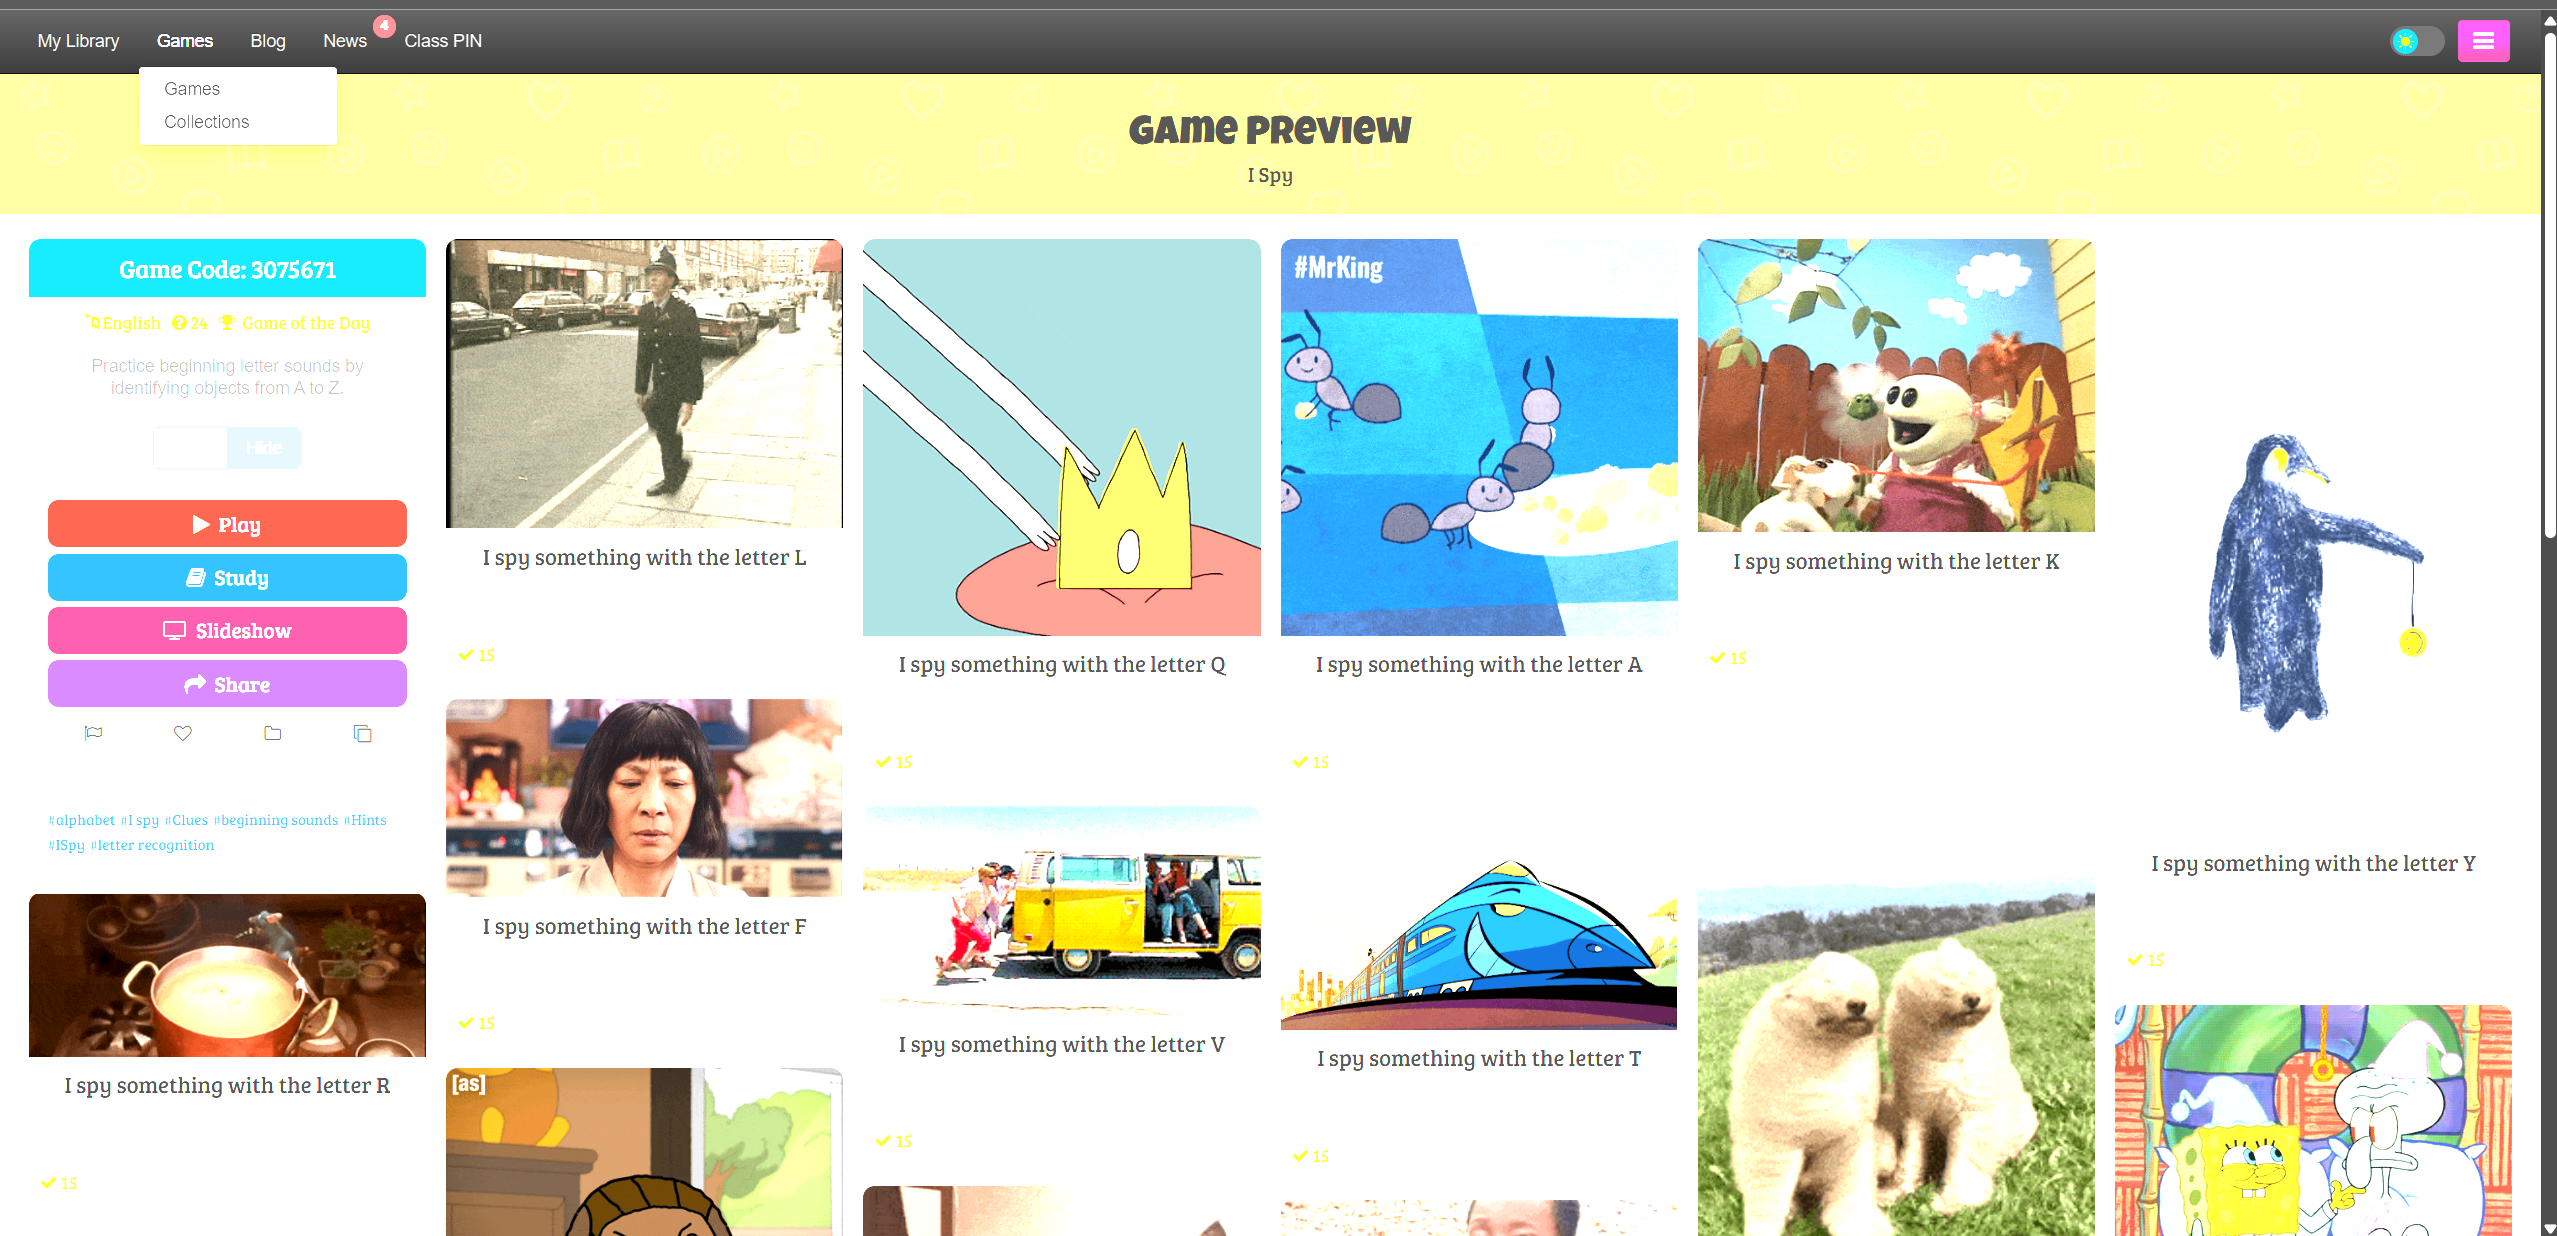 My Library Games Blog News 4 Class PIN
Games
Collections
Game Preview
I Spy
Game Code: 3075671
English 24 Game of the Day
Practice beginning letter sounds by
identifying objects from A to Z.
Hide
Play
Study
Slideshow
Share
#alphabet #I spy #Clues #beginning sounds #Hints
#ISpy #letter recognition
I spy something with the letter R
15
I spy something with the letter L
15
I spy something with the letter F
15
[as]
I spy something with the letter Q
15
I spy something with the letter V
15
#MrKing
I spy something with the letter A
15
I spy something with the letter T
15
I spy something with the letter K
15
I spy something with the letter Y
15